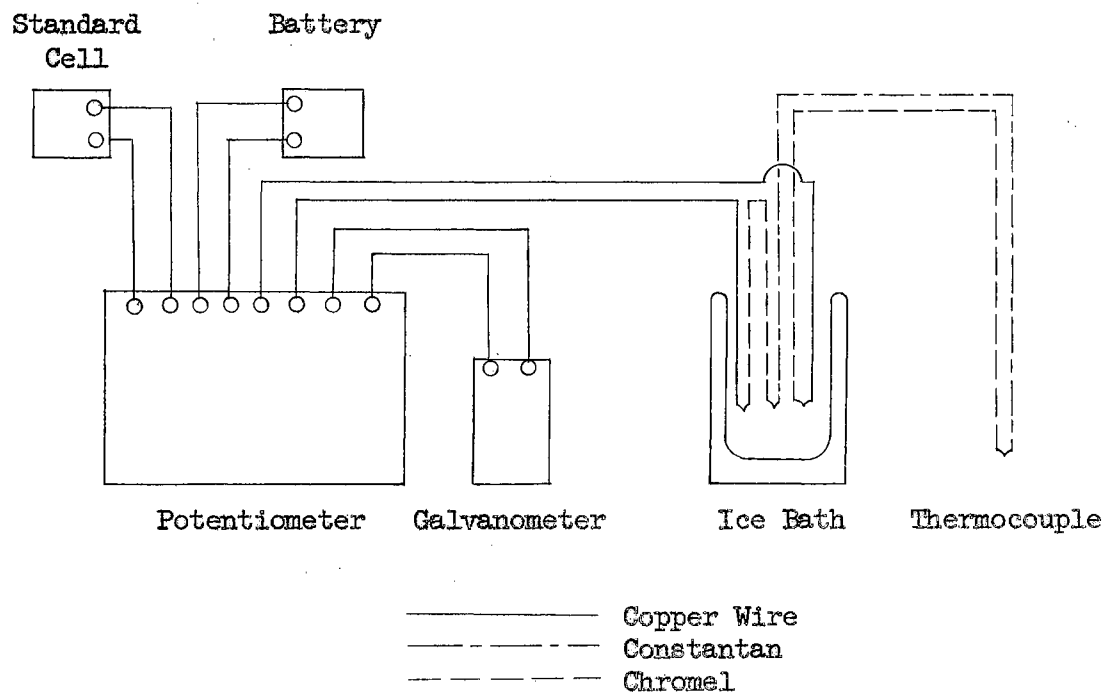 Standard
Cell
Battery
Potentiometer
Galvanometer
Ice Bath
Thermocouple
Copper Wire
Constantan
Chromel